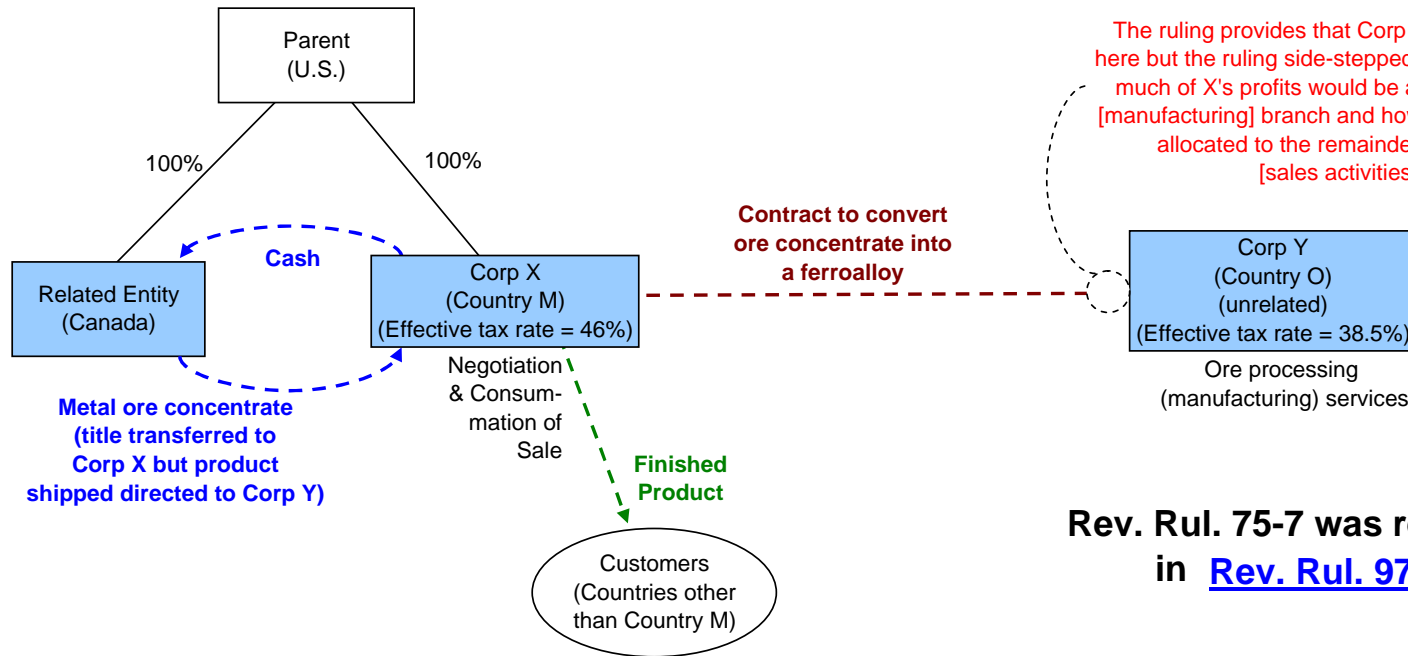 Parent
(U.S.)
100%
100%
The ruling provides that Corp
here but the ruling side-stepped
much of X's profits would be
[manufacturing] branch and
allocated to the
[sales activities
Cash
Related Entity
(Canada)
Corp X
(Country M)
(Effective tax rate = 46%)
Contract to convert
ore concentrate into
a ferroalloy
Corp Y
(Country O)
(unrelated)
(Effective tax rate = 38.5%)
Negotiation
& Consum-
mation of
Sale
Ore processing
(manufacturing) services
Metal ore concentrate
(title transferred to
Corp X but product
shipped directed to Corp Y)
Finished
Product
Customers
(Countries other
than Country M)
Rev. Rul. 75-7 was
in Rev. Rul. 97